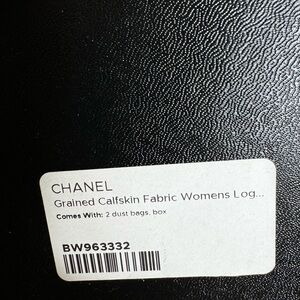 CHANEL
Grained Calfskin Fabric Womens Log...
Comes With: 2 dust bags, box
BW963332